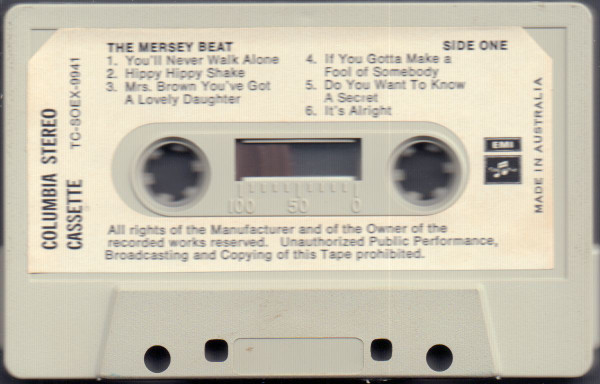 THE MERSEY BEAT
SIDE ONE
1. You'll Never Walk Alone
2. Hippy Hippy Shake
3. Mrs. Brown You've Got
A Lovely Daughter
4. If You Gotta Make a
Fool of Somebody
5. Do You Want To Know
A Secret
6. It's Alright
COLUMBIA STEREO
CASSETTE
TC-SOEX-9941
EMI
MADE IN AUSTRALIA
100 50 0
All rights of the Manufacturer and of the Owner of the
recorded works reserved. Unauthorized Public Performance,
Broadcasting and Copying of this Tape prohibited.